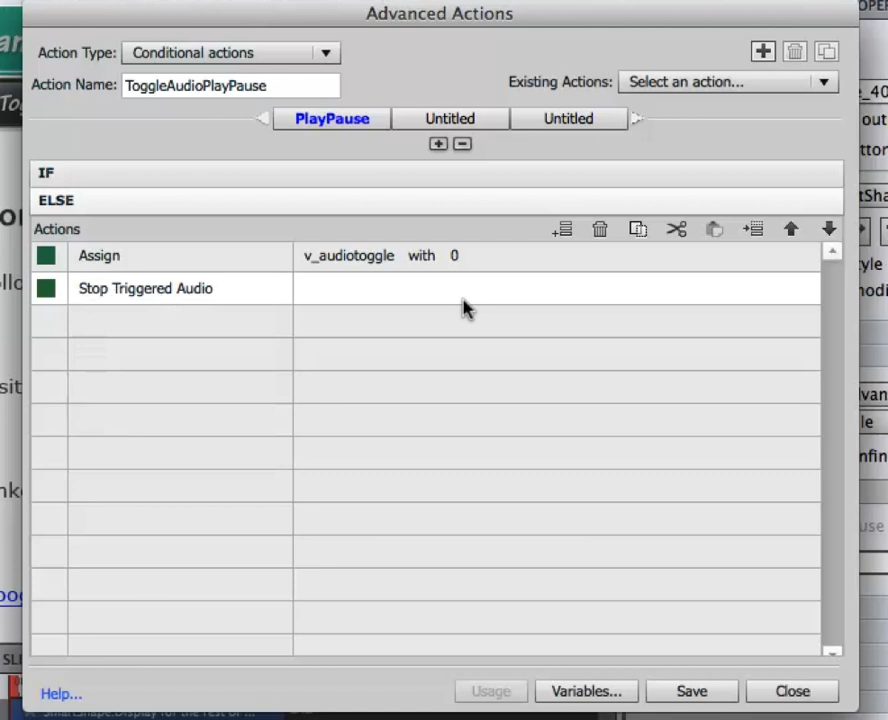 Advanced Actions
Action Type: Conditional actions
Action Name: ToggleAudioPlayPause
Existing Actions: Select an action...
PlayPause Untitled Untitled
IF
ELSE
Actions
Assign v_audiotoggle with 0
Stop Triggered Audio
Help... Usage Variables... Save Close